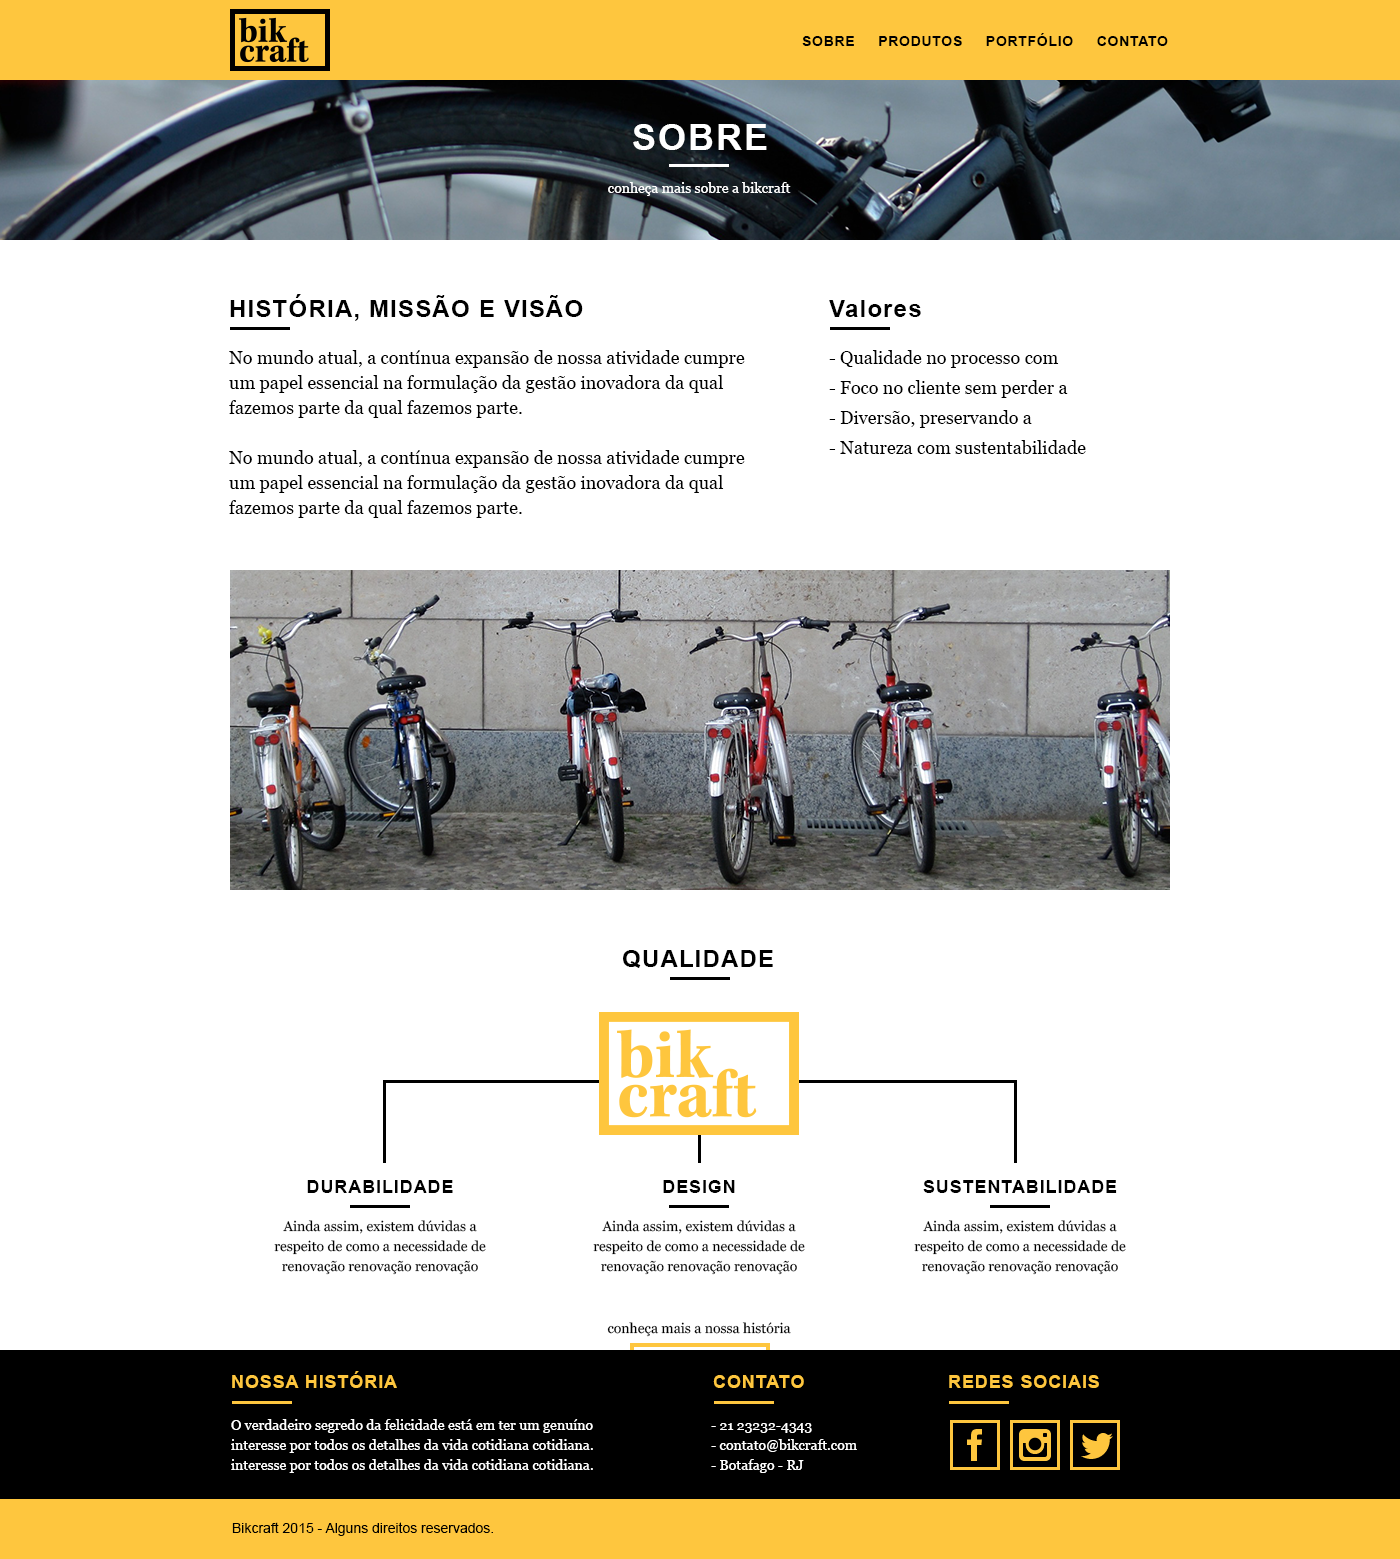 bik
craft
SOBRE PRODUTOS PORTFÓLIO CONTATO
SOBRE
conheça mais sobre a bikcraft
HISTÓRIA, MISSÃO E VISÃO
No mundo atual, a contínua expansão de nossa atividade cumpre
um papel essencial na formulação da gestão inovadora da qual
fazemos parte da qual fazemos parte.
No mundo atual, a contínua expansão de nossa atividade cumpre
um papel essencial na formulação da gestão inovadora da qual
fazemos parte da qual fazemos parte.
Valores
- Qualidade no processo com
- Foco no cliente sem perder a
- Diversão, preservando a
- Natureza com sustentabilidade
QUALIDADE
bik
craft
DURABILIDADE
Ainda assim, existem dúvidas a
respeito de como a necessidade de
renovação renovação renovação
DESIGN
Ainda assim, existem dúvidas a
respeito de como a necessidade de
renovação renovação renovação
SUSTENTABILIDADE
Ainda assim, existem dúvidas a
respeito de como a necessidade de
renovação renovação renovação
conheça mais a nossa história
NOSSA HISTÓRIA
O verdadeiro segredo da felicidade está em ter um genuíno
interesse por todos os detalhes da vida cotidiana cotidiana.
interesse por todos os detalhes da vida cotidiana cotidiana.
CONTATO
- 21 23232-4343
- contato@bikcraft.com
- Botafago - RJ
REDES SOCIAIS
Bikcraft 2015 - Alguns direitos reservados.